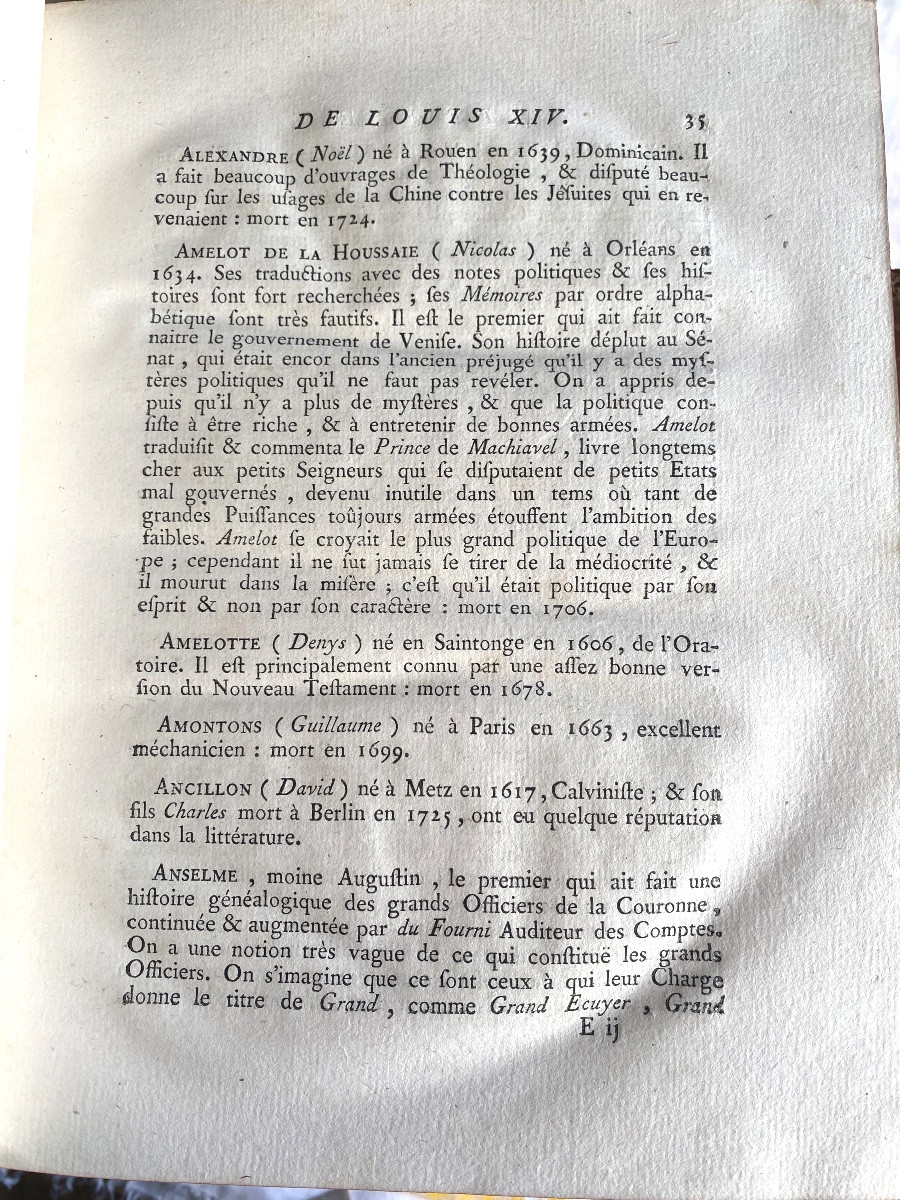 DE LOUIS XIV. 35
ALEXANDRE ( Noël ) né à Rouen en 1639, Dominicain. Il
a fait beaucoup d'ouvrages de Théologie , & diſputé beau-
coup ſur les uſages de la Chine contre les Jéſuites qui en re-
venaient : mort en 1724.
AMELOT DE LA HOUSSAIE ( Nicolas ) né à Orléans en
1634. Ses traductions avec des notes politiques & ſes hiſ-
toires ſont fort recherchées ; ſes Mémoires par ordre alpha-
bétique ſont très fautifs. Il eſt le premier qui ait fait con-
naitre le gouvernement de Veniſe. Son hiſtoire déplut au Sé-
nat , qui était encor dans l'ancien préjugé qu'il y a des myſ-
tères politiques qu'il ne faut pas revéler. On a appris de-
puis qu'il n'y a plus de myſtères , & que la politique con-
ſiſte à être riche , & à entretenir de bonnes armées. Amelot
traduiſit & commenta le Prince de Machiavel , livre longtems
cher aux petits Seigneurs qui ſe diſputaient de petits Etats
mal gouvernés , devenu inutile dans un tems où tant de
grandes Puiſſances toûjours armées étouffent l'ambition des
faibles. Amelot ſe croyait le plus grand politique de l'Euro-
pe ; cependant il ne ſut jamais ſe tirer de la médiocrité , &
il mourut dans la miſère ; c'eſt qu'il était politique par ſon
eſprit & non par ſon caractère : mort en 1706.
AMELOTTE ( Denys ) né en Saintonge en 1606, de l'Ora-
toire. Il eſt principalement connu par une aſſez bonne ver-
ſion du Nouveau Teſtament : mort en 1678.
AMONTONS ( Guillaume ) né à Paris en 1663 , excellent
méchanicien : mort en 1699.
ANCILLON ( David ) né à Metz en 1617, Calviniſte ; & ſon
fils Charles mort à Berlin en 1725, ont eu quelque réputation
dans la littérature.
ANSELME , moine Auguſtin , le premier qui ait fait une
hiſtoire généalogique des grands Officiers de la Couronne,
continuée & augmentée par du Fourni Auditeur des Comptes.
On a une notion très vague de ce qui conſtituë les grands
Officiers. On s'imagine que ce ſont ceux à qui leur Charge
donne le titre de Grand , comme Grand Ecuyer , Grand
E ij